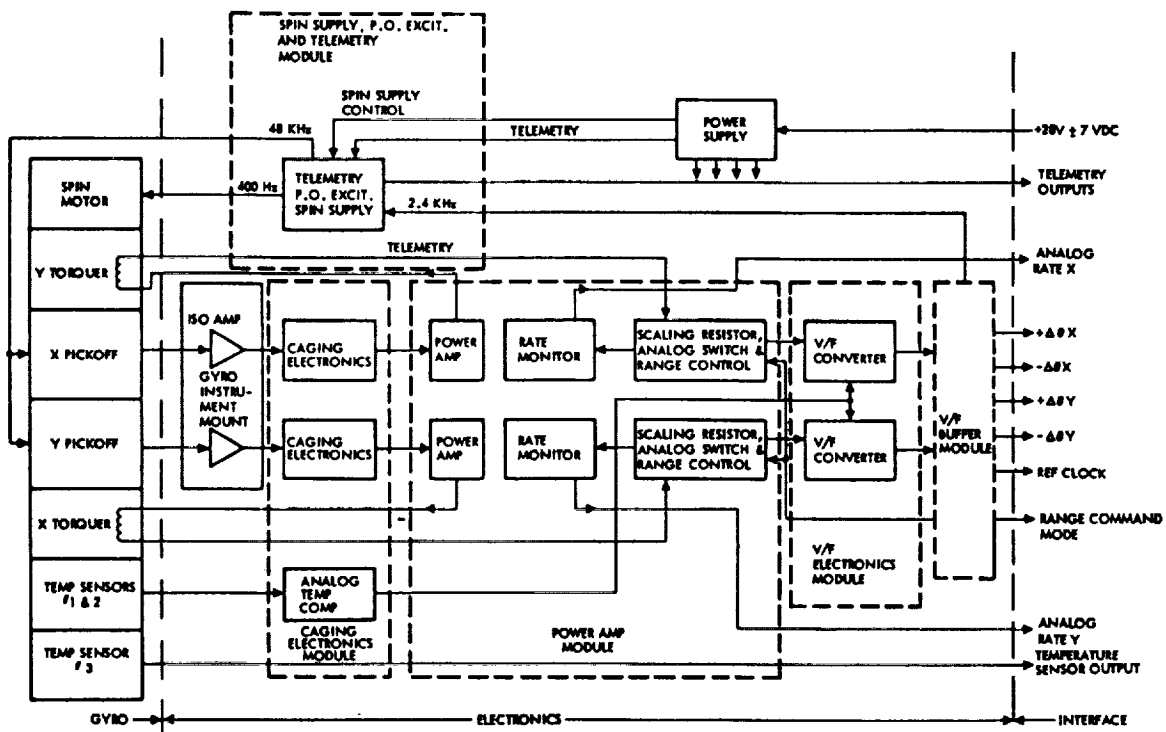 SPIN SUPPLY, P.O. EXCIT.
AND TELEMETRY
MODULE
SPIN SUPPLY
CONTROL
48 KHz
TELEMETRY
POWER
SUPPLY
+28V ± 7 VDC
SPIN
MOTOR
400 Hz
TELEMETRY
P.O. EXCIT.
SPIN SUPPLY
2.4 KHz
TELEMETRY
OUTPUTS
Y TORQUER
TELEMETRY
ANALOG
RATE X
ISO AMP
X PICKOFF
CAGING
ELECTRONICS
POWER
AMP
RATE
MONITOR
SCALING RESISTOR,
ANALOG SWITCH &
RANGE CONTROL
V/F
CONVERTER
+Δθ X
-Δθ X
GYRO
INSTRU-
MENT
MOUNT
+Δθ Y
Y PICKOFF
CAGING
ELECTRONICS
POWER
AMP
RATE
MONITOR
SCALING RESISTOR,
ANALOG SWITCH &
RANGE CONTROL
V/F
CONVERTER
V/F
BUFFER
MODULE
-Δθ Y
REF CLOCK
X TORQUER
RANGE COMMAND
MODE
V/F
ELECTRONICS
MODULE
TEMP SENSORS
#1 & 2
ANALOG
TEMP
COMP
CAGING
ELECTRONICS
MODULE
POWER AMP
MODULE
ANALOG
RATE Y
TEMP SENSOR
#3
TEMPERATURE
SENSOR OUTPUT
GYRO
ELECTRONICS
INTERFACE